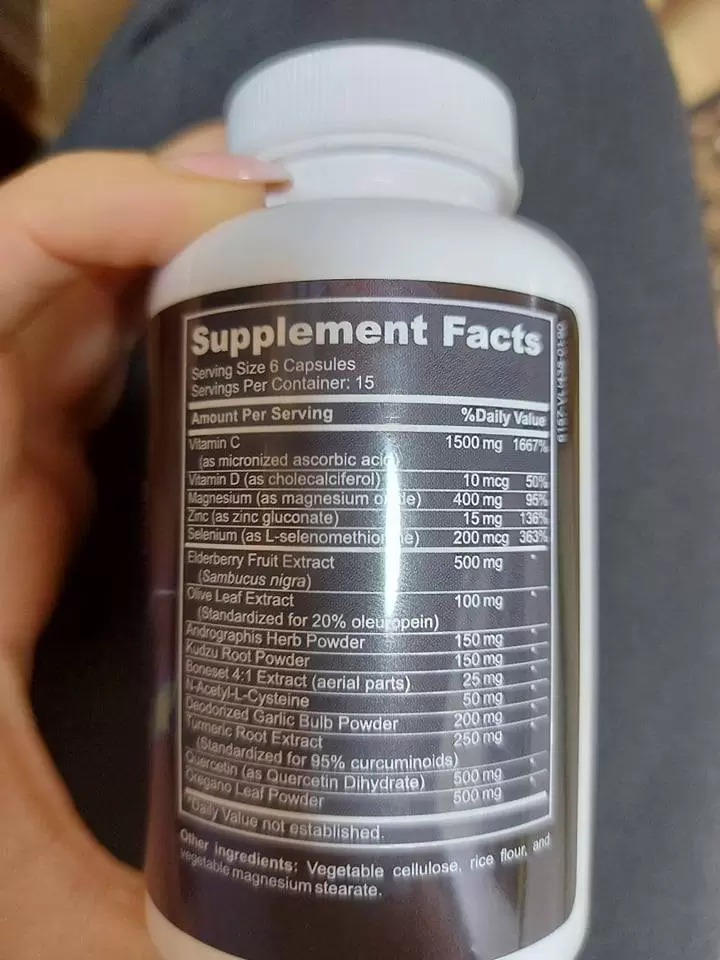 Supplement Facts
Serving Size 6 Capsules
Servings Per Container: 15
Amount Per Serving %Daily Value
Vitamin C 1500 mg 1667%
(as micronized ascorbic acid)
Vitamin D (as cholecalciferol) 10 mcg 50%
Magnesium (as magnesium oxide) 400 mg 95%
Zinc (as zinc gluconate) 15 mg 136%
Selenium (as L-selenomethionine) 200 mcg 363%
Elderberry Fruit Extract 500 mg *
(Sambucus nigra)
Olive Leaf Extract 100 mg *
(Standardized for 20% oleuropein)
Andrographis Herb Powder 150 mg *
Kudzu Root Powder 150 mg *
Boneset 4:1 Extract (aerial parts) 25 mg *
N-Acetyl-L-Cysteine 50 mg *
Deodorized Garlic Bulb Powder 200 mg *
Turmeric Root Extract 250 mg *
(Standardized for 95% curcuminoids)
Quercetin (as Quercetin Dihydrate) 500 mg *
Oregano Leaf Powder 500 mg *
*Daily Value not established.
Other ingredients: Vegetable cellulose, rice flour, and
vegetable magnesium stearate.